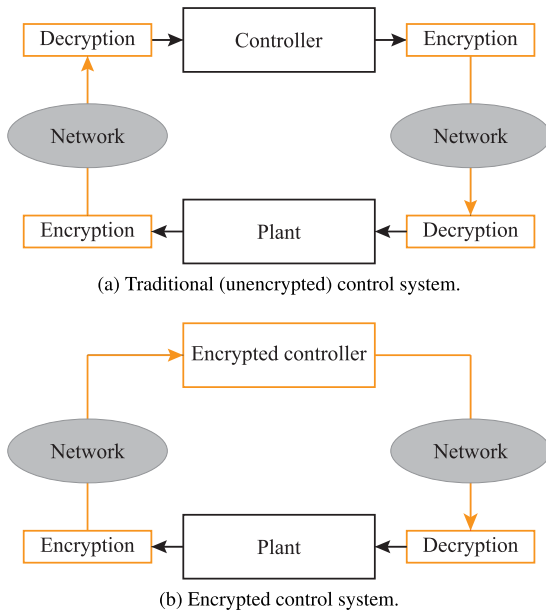 Decryption
Controller
Encryption
Network
Network
Encryption
Plant
Decryption
(a) Traditional (unencrypted) control system.
Encrypted controller
Network
Network
Encryption
Plant
Decryption
(b) Encrypted control system.